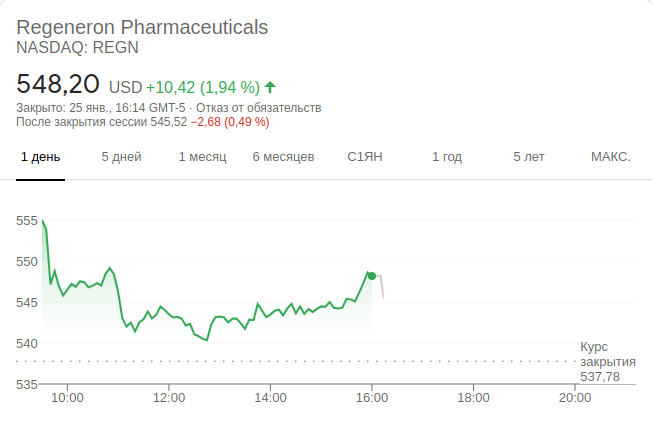 Regeneron Pharmaceuticals
NASDAQ: REGN
548,20 USD +10,42 (1,94 %)
Закрыто: 25 янв., 16:14 GMT-5 · Отказ от обязательств
После закрытия сессии 545,52 −2,68 (0,49 %)
1 день 5 дней 1 месяц 6 месяцев С1ЯН 1 год 5 лет МАКС.
555
550
545
540
Курс
закрытия
537,78
535
10:00 12:00 14:00 16:00 18:00 20:00